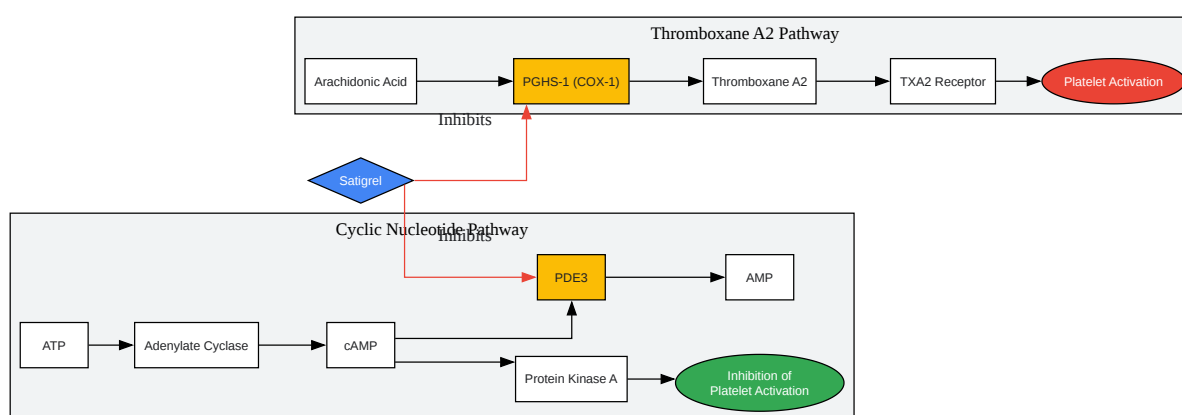 Thromboxane A2 Pathway
Arachidonic Acid
PGHS-1 (COX-1)
Thromboxane A2
TXA2 Receptor
Platelet Activation
Inhibits
Satigrel
Cyclic Nucleotide Pathway
Inhibits
PDE3
AMP
ATP
Adenylate Cyclase
cAMP
Protein Kinase A
Inhibition of
Platelet Activation